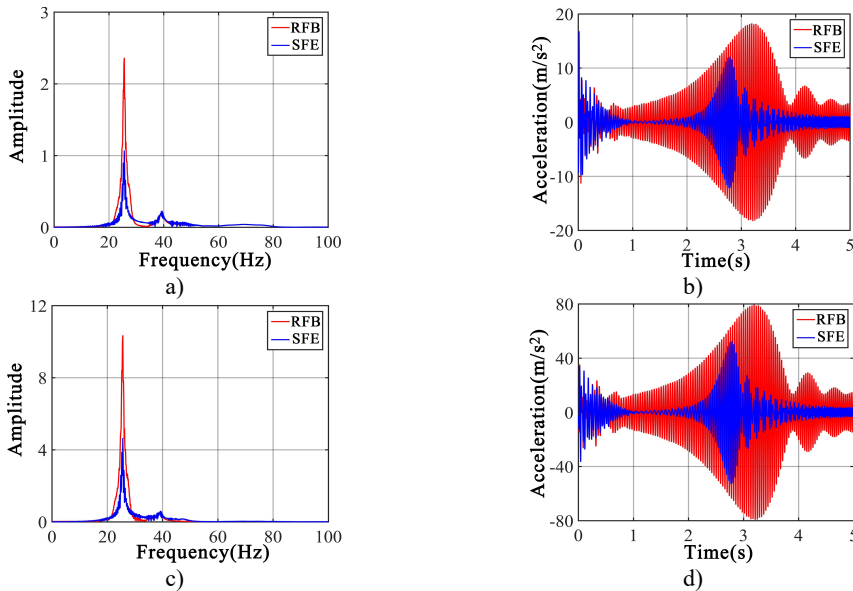 3
2
1
0
Amplitude
RFB
SFE
0 20 40 60 80 100
Frequency(Hz)
a)
20
10
0
-10
-20
Acceleration(m/s²)
RFB
SFE
0 1 2 3 4 5
Time(s)
b)
12
8
4
0
Amplitude
RFB
SFE
0 20 40 60 80 100
Frequency(Hz)
c)
80
40
0
-40
-80
Acceleration(m/s²)
RFB
SFE
0 1 2 3 4 5
Time(s)
d)